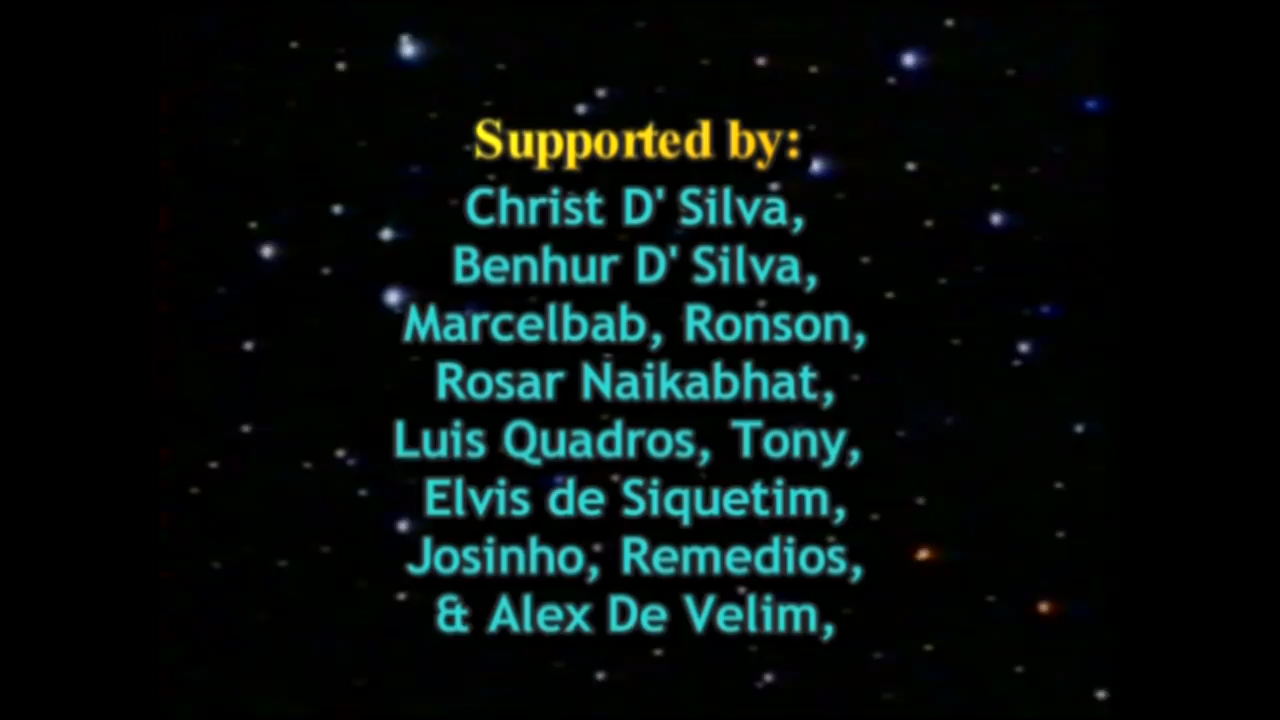 Supported by:
Christ D' Silva,
Benhur D' Silva,
Marcelbab, Ronson,
Rosar Naikabhat,
Luis Quadros, Tony,
Elvis de Siquetim,
Josinho, Remedios,
& Alex De Velim,